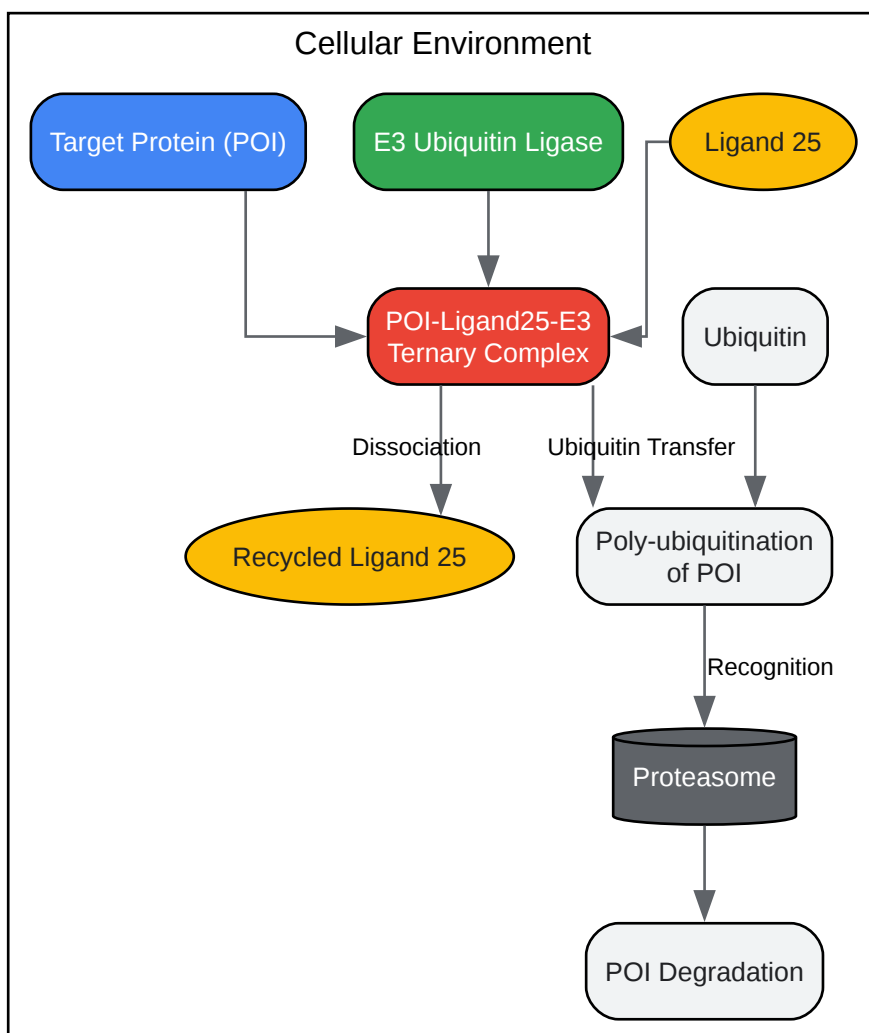 Cellular Environment
Target Protein (POI)
E3 Ubiquitin Ligase
Ligand 25
POI-Ligand25-E3
Ternary Complex
Ubiquitin
Dissociation
Ubiquitin Transfer
Recycled Ligand 25
Poly-ubiquitination
of POI
Recognition
Proteasome
POI Degradation